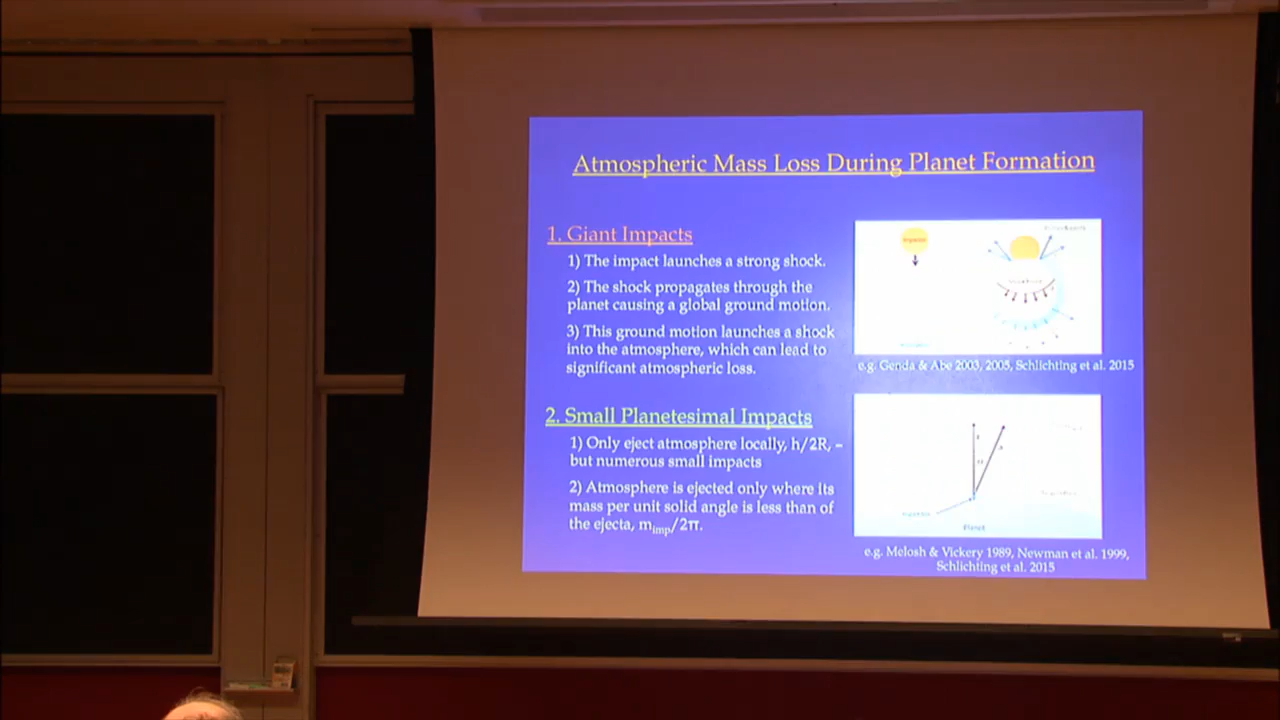 Atmospheric Mass Loss During Planet Formation
1. Giant Impacts
1) The impact launches a strong shock.
2) The shock propagates through the
planet causing a global ground motion.
3) This ground motion launches a shock
into the atmosphere, which can lead to
significant atmospheric loss.
e.g. Genda & Abe 2003, 2005, Schlichting et al. 2015
2. Small Planetesimal Impacts
1) Only eject atmosphere locally, h/2R, –
but numerous small impacts
2) Atmosphere is ejected only where its
mass per unit solid angle is less than of
the ejecta, mimp/2π.
Planet
e.g. Melosh & Vickery 1989, Newman et al. 1999,
Schlichting et al. 2015